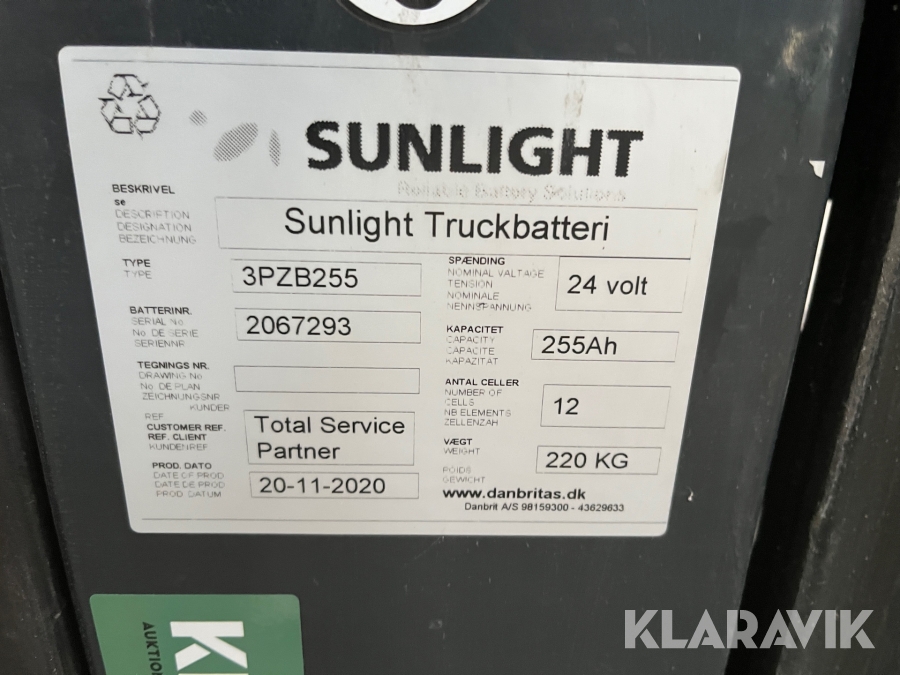 SUNLIGHT
Reliable Battery Solutions
BESKRIVEL
se
DESCRIPTION
DESIGNATION
BEZEICHNUNG
Sunlight Truckbatteri
TYPE
TYPE
3PZB255
SPÆNDING
NOMINAL VALTAGE
TENSION
NOMINALE
NENNSPANNUNG
24 volt
BATTERINR.
SERIAL No
No. DE SERIE
SERIENNR
2067293
KAPACITET
CAPACITY
CAPACITE
KAPAZITAT
255Ah
TEGNINGS NR.
DRAWING No
No. DE PLAN
ZEICHNUNGSNR
KUNDER
ANTAL CELLER
NUMBER OF
CELLS
NB ELEMENTS
ZELLENZAH
12
REF.
CUSTOMER REF.
REF. CLIENT
KUNDENREF
Total Service
Partner
VÆGT
WEIGHT
POIDS
GEWICHT
220 KG
PROD. DATO
DATE OF PROD
DATE DE PROD
PROD DATUM
20-11-2020
www.danbritas.dk
Danbrit A/S 98159300 - 43629633
KLARAVIK